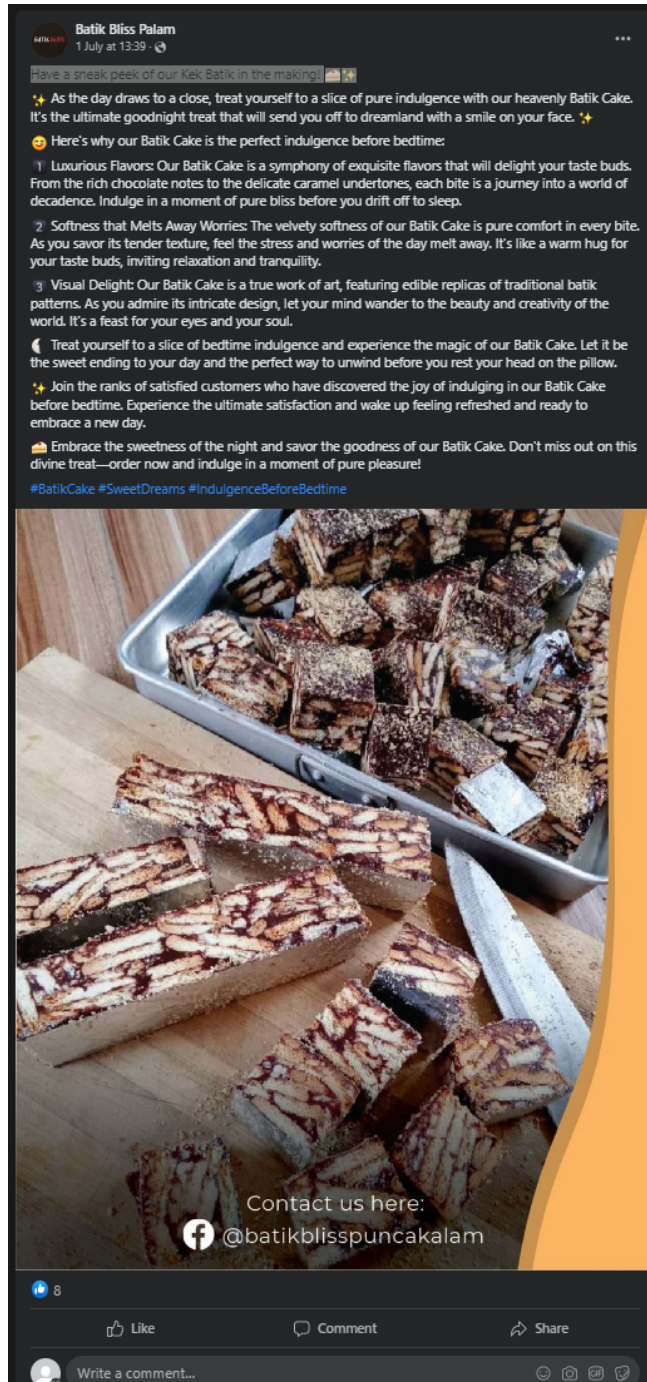 BATIK BLISS
Batik Bliss Palam
1 July at 13:39 ·
Have a sneak peek of our Kek Batik in the making! 🍰✨
✨ As the day draws to a close, treat yourself to a slice of pure indulgence with our heavenly Batik Cake.
It's the ultimate goodnight treat that will send you off to dreamland with a smile on your face. ✨
😋 Here's why our Batik Cake is the perfect indulgence before bedtime:
1 Luxurious Flavors: Our Batik Cake is a symphony of exquisite flavors that will delight your taste buds.
From the rich chocolate notes to the delicate caramel undertones, each bite is a journey into a world of
decadence. Indulge in a moment of pure bliss before you drift off to sleep.
2 Softness that Melts Away Worries: The velvety softness of our Batik Cake is pure comfort in every bite.
As you savor its tender texture, feel the stress and worries of the day melt away. It's like a warm hug for
your taste buds, inviting relaxation and tranquility.
3 Visual Delight: Our Batik Cake is a true work of art, featuring edible replicas of traditional batik
patterns. As you admire its intricate design, let your mind wander to the beauty and creativity of the
world. It's a feast for your eyes and your soul.
🌜 Treat yourself to a slice of bedtime indulgence and experience the magic of our Batik Cake. Let it be
the sweet ending to your day and the perfect way to unwind before you rest your head on the pillow.
✨ Join the ranks of satisfied customers who have discovered the joy of indulging in our Batik Cake
before bedtime. Experience the ultimate satisfaction and wake up feeling refreshed and ready to
embrace a new day.
🍰 Embrace the sweetness of the night and savor the goodness of our Batik Cake. Don't miss out on this
divine treat—order now and indulge in a moment of pure pleasure!
#BatikCake #SweetDreams #IndulgenceBeforeBedtime
Contact us here:
@batikblisspuncakalam
8
Like
Comment
Share
Write a comment...
GIF